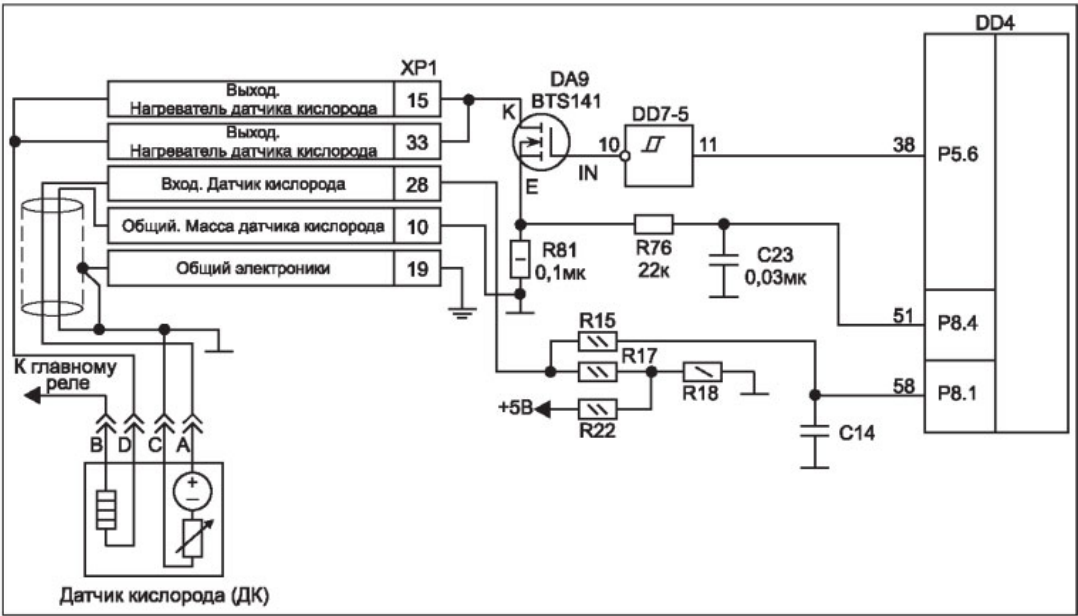 DD4
XP1
Выход.
Нагреватель датчика кислорода
15
Выход.
Нагреватель датчика кислорода
33
Вход. Датчик кислорода
28
Общий. Масса датчика кислорода
10
Общий электроники
19
DA9
BTS141
K
E
IN
DD7-5
10
11
38
P5.6
R81
0,1мк
R76
22к
C23
0,03мк
51
P8.4
R15
R17
R18
+5В
R22
58
P8.1
C14
К главному
реле
B
D
C
A
+
–
Датчик кислорода (ДК)